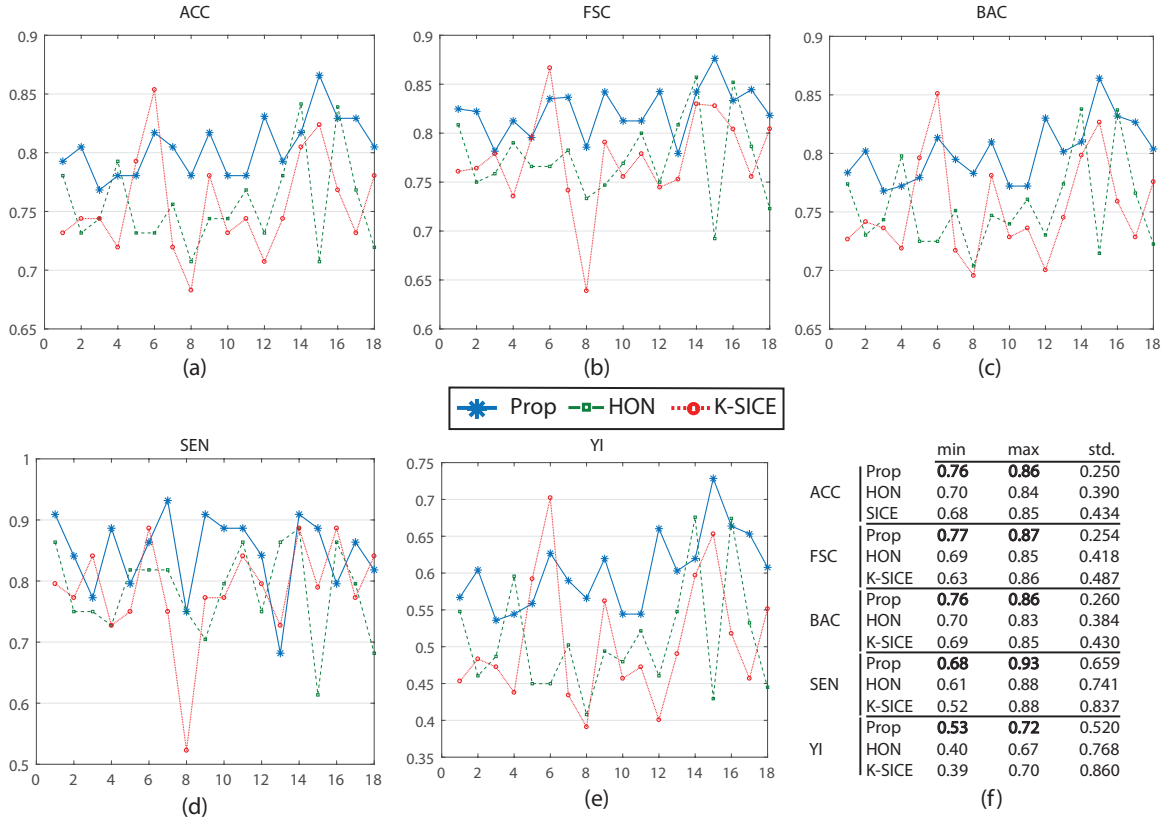 ACC
0.9
0.85
0.8
0.75
0.7
0.65
0 2 4 6 8 10 12 14 16 18
(a)
FSC
0.9
0.85
0.8
0.75
0.7
0.65
0.6
0 2 4 6 8 10 12 14 16 18
(b)
BAC
0.9
0.85
0.8
0.75
0.7
0.65
0 2 4 6 8 10 12 14 16 18
(c)
Prop HON K-SICE
SEN
1
0.9
0.8
0.7
0.6
0.5
0 2 4 6 8 10 12 14 16 18
(d)
YI
0.75
0.7
0.65
0.6
0.55
0.5
0.45
0.4
0.35
0 2 4 6 8 10 12 14 16 18
(e)
min max std.
Prop 0.76 0.86 0.250
ACC HON 0.70 0.84 0.390
SICE 0.68 0.85 0.434
Prop 0.77 0.87 0.254
FSC HON 0.69 0.85 0.418
K-SICE 0.63 0.86 0.487
Prop 0.76 0.86 0.260
BAC HON 0.70 0.83 0.384
K-SICE 0.69 0.85 0.430
Prop 0.68 0.93 0.659
SEN HON 0.61 0.88 0.741
K-SICE 0.52 0.88 0.837
Prop 0.53 0.72 0.520
YI HON 0.40 0.67 0.768
K-SICE 0.39 0.70 0.860
(f)